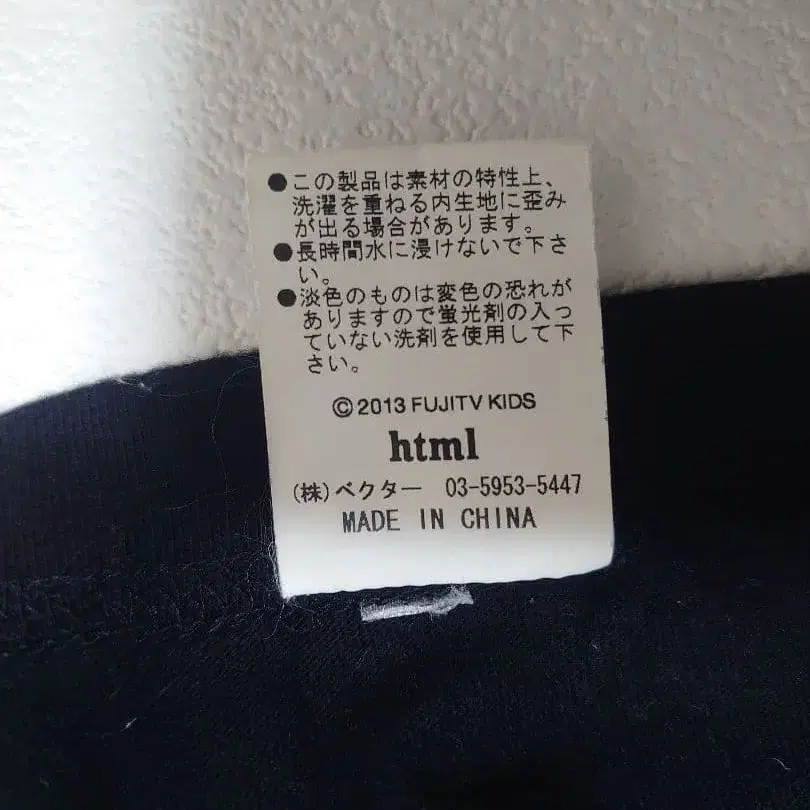 ●この製品は素材の特性上、
洗濯を重ねる内生地に歪み
が出る場合があります。
●長時間水に浸けないで下さ
い。
●淡色のものは変色の恐れが
ありますので蛍光剤の入っ
ていない洗剤を使用して下
さい。
©2013 FUJITV KIDS
html
(株)ベクター 03-5953-5447
MADE IN CHINA